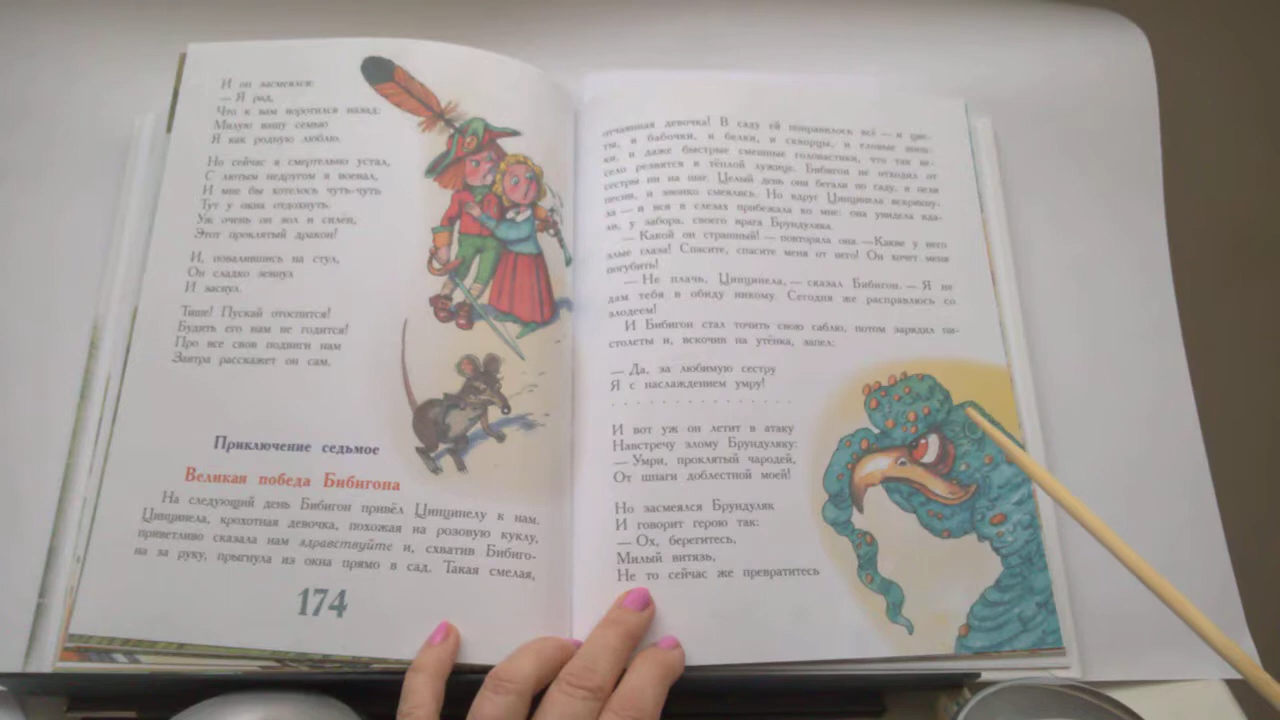 И он засмеялся:
— Я рад,
Что к вам воротился назад:
Милую вашу семью
Я как родную люблю.
Но сейчас я смертельно устал,
С лютым недругом я воевал,
И мне бы хотелось чуть-чуть
Тут у окна отдохнуть.
Уж очень он зол и силён,
Этот проклятый дракон!
И, повалившись на стул,
Он сладко зевнул
И заснул.
Тише! Пускай отоспится!
Будить его нам не годится!
Про все свои подвиги нам
Завтра расскажет он сам.
Приключение седьмое
Великая победа Бибигона
На следующий день Бибигон привёл Цинцинелу к нам.
Цинцинела, крохотная девочка, похожая на розовую куклу,
приветливо сказала нам здравствуйте и, схватив Бибиго-
на за руку, прыгнула из окна прямо в сад. Такая смелая,
174
отчаянная девочка! В саду ей понравилось всё — и цве-
ты, и бабочки, и белки, и скворцы, и еловые шиш-
ки, и даже быстрые смешные головастики, что так ве-
село резвятся в тёплой лужице. Бибигон не отходил от
сестры ни на шаг. Целый день они бегали по саду, и пели
песни, и звонко смеялись. Но вдруг Цинцинела вскрикну-
ла — и вся в слезах прибежала ко мне: она увидела вда-
ли, у забора, своего врага Брундуляка.
— Какой он страшный! — повторяла она. — Какие у него
злые глаза! Спасите, спасите меня от него! Он хочет меня
погубить!
— Не плачь, Цинцинела, — сказал Бибигон. — Я не
дам тебя в обиду никому. Сегодня же расправлюсь со
злодеем!
И Бибигон стал точить свою саблю, потом зарядил пи-
столеты и, вскочив на утёнка, запел:
— Да, за любимую сестру
Я с наслаждением умру!
. . . . . . . . . . . . . . .
И вот уж он летит в атаку
Навстречу злому Брундуляку:
— Умри, проклятый чародей,
От шпаги доблестной моей!
Но засмеялся Брундуляк
И говорит герою так:
— Ох, берегитесь,
Милый витязь,
Не то сейчас же превратитесь